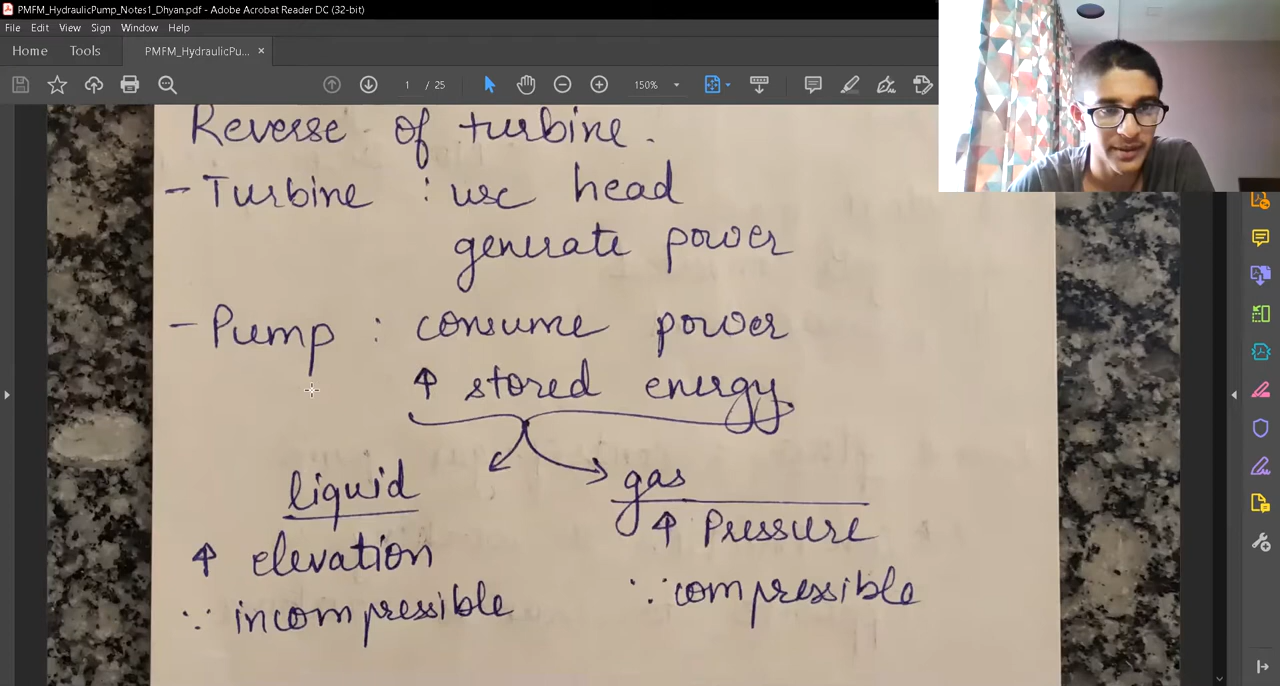 PMFM_HydraulicPump_Notes1_Dhyan.pdf - Adobe Acrobat Reader DC (32-bit)
File Edit View Sign Window Help
Home Tools PMFM_HydraulicPu... ×
1 / 25 150%
Reverse of turbine.
- Turbine : use head
generate power
- Pump : consume power
↑ stored energy
liquid gas
↑ elevation ↑ Pressure
∵ incompressible ∵ compressible